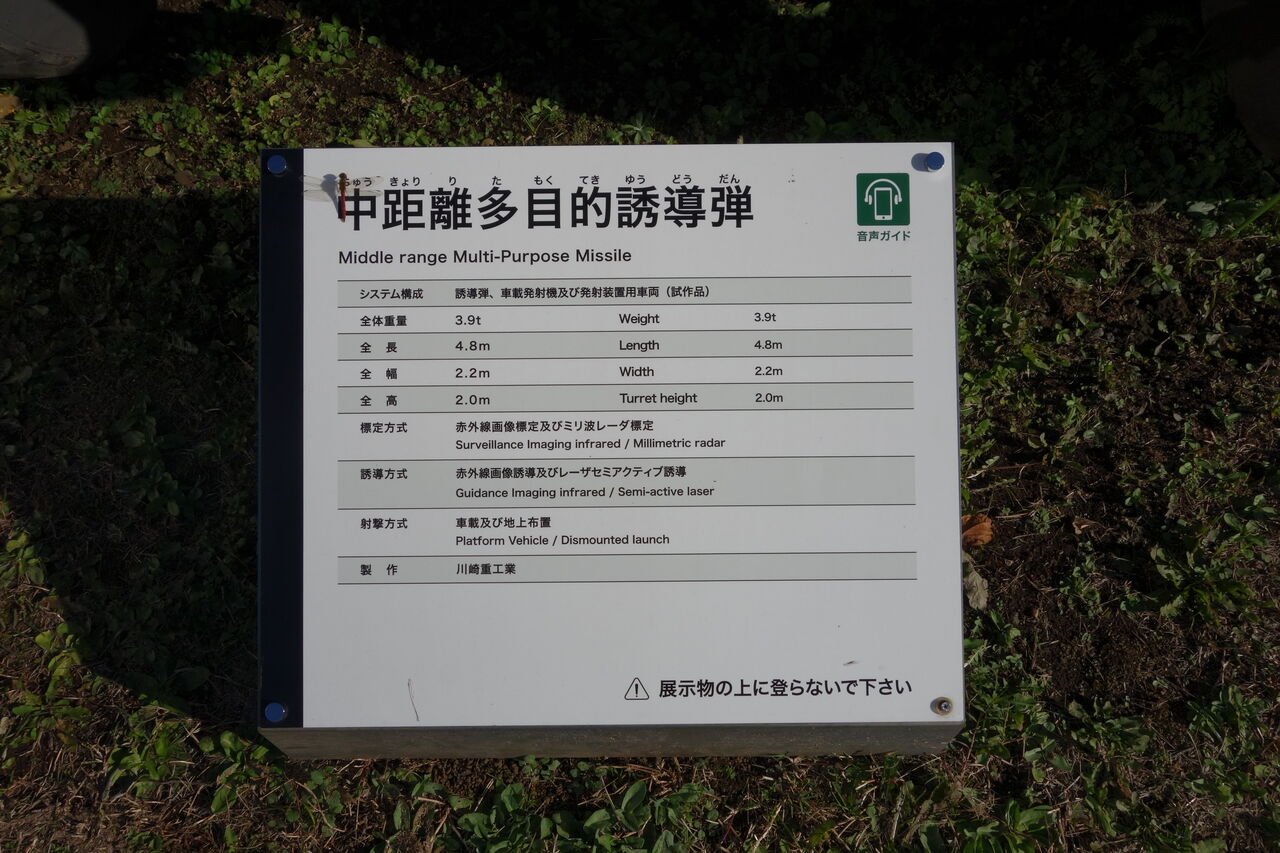 ちゅう きょ り た もく てき ゆう どう だん
中距離多目的誘導弾
音声ガイド
Middle range Multi-Purpose Missile
システム構成 誘導弾、車載発射機及び発射装置用車両（試作品）
全体重量 3.9t Weight 3.9t
全 長 4.8m Length 4.8m
全 幅 2.2m Width 2.2m
全 高 2.0m Turret height 2.0m
標定方式 赤外線画像標定及びミリ波レーダ標定
Surveillance Imaging infrared / Millimetric radar
誘導方式 赤外線画像誘導及びレーザセミアクティブ誘導
Guidance Imaging infrared / Semi-active laser
射撃方式 車載及び地上布置
Platform Vehicle / Dismounted launch
製 作 川崎重工業
展示物の上に登らないで下さい